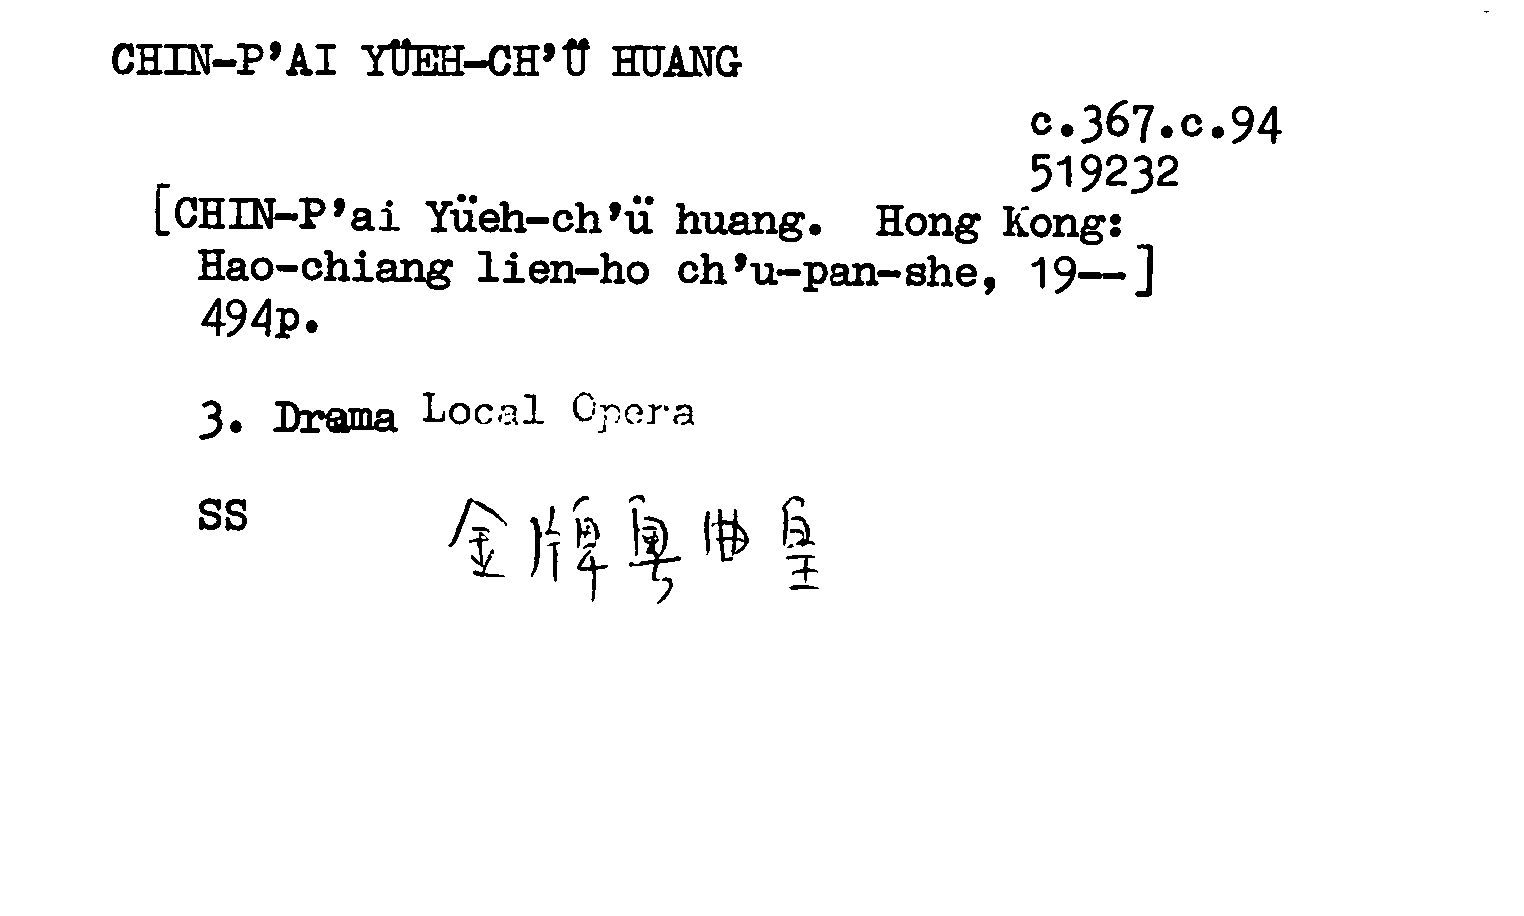 CHIN-P'AI YÜEH-CH'Ü HUANG
c.367.c.94
519232
[CHIN-P'ai Yüeh-ch'ü huang. Hong Kong:
Hao-chiang lien-ho ch'u-pan-she, 19--]
494p.
3. Drama Local Opera
SS 金牌粵曲皇